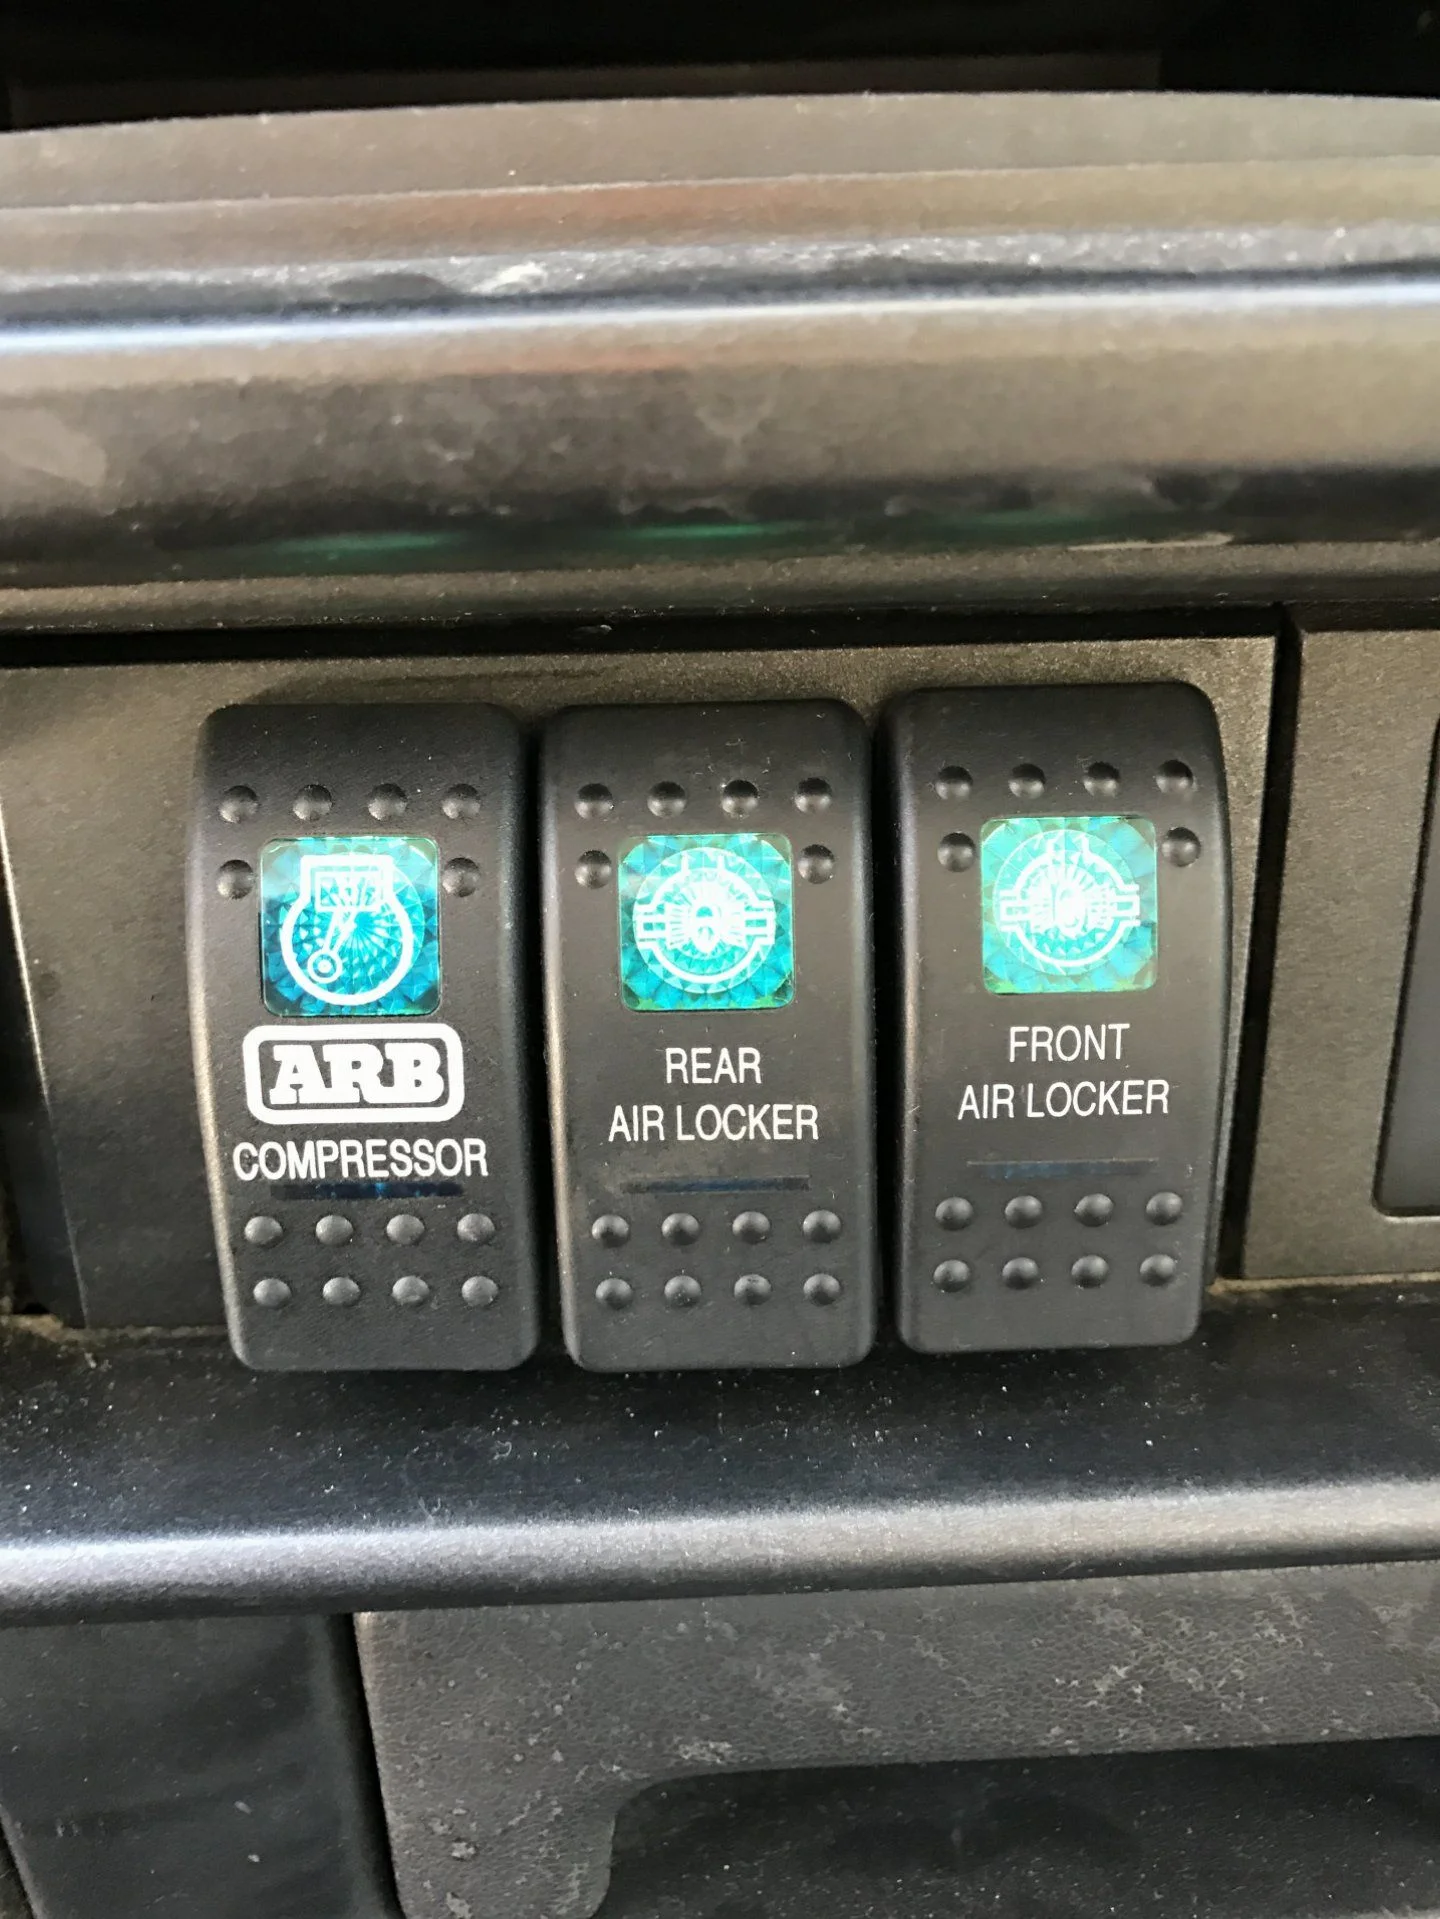 ARB
COMPRESSOR
REAR
AIR LOCKER
FRONT
AIR LOCKER